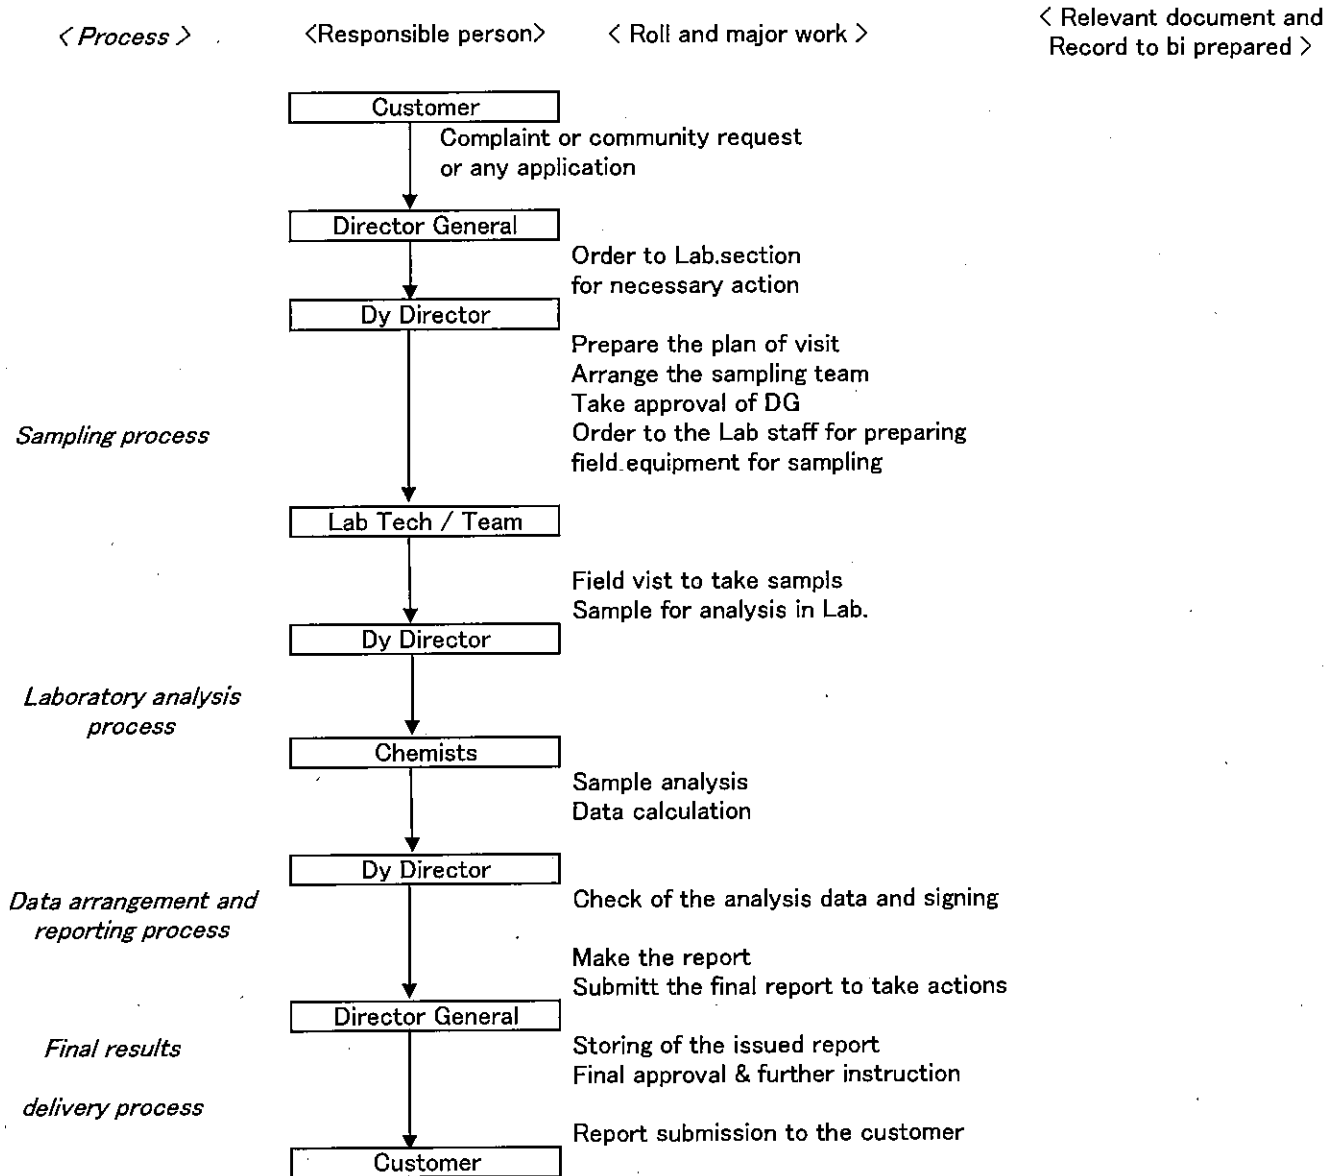 < Process >
<Responsible person>
< Roll and major work >
< Relevant document and
Record to bi prepared >
Customer
Complaint or community request
or any application
Director General
Order to Lab.section
for necessary action
Dy Director
Prepare the plan of visit
Arrange the sampling team
Take approval of DG
Sampling process
Order to the Lab staff for preparing
field equipment for sampling
Lab Tech / Team
Field vist to take sampls
Sample for analysis in Lab.
Dy Director
Laboratory analysis
process
Chemists
Sample analysis
Data calculation
Dy Director
Data arrangement and
reporting process
Check of the analysis data and signing
Make the report
Submitt the final report to take actions
Director General
Final results
delivery process
Storing of the issued report
Final approval & further instruction
Report submission to the customer
Customer